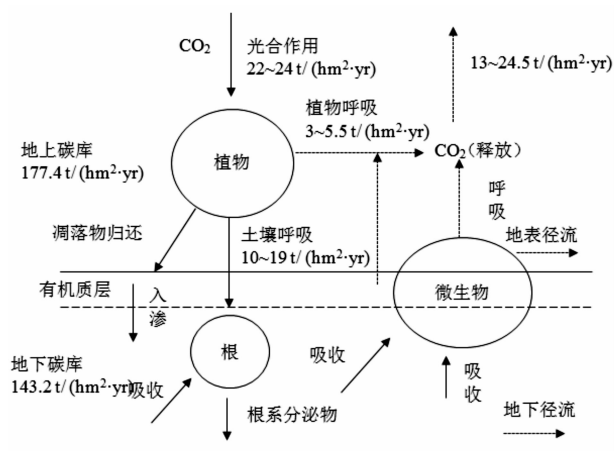 CO₂
光合作用
22~24 t/(hm²·yr)
13~24.5 t/(hm²·yr)
植物呼吸
3~5.5 t/(hm²·yr)
地上碳库
177.4 t/(hm²·yr)
植物
CO₂(释放)
呼
吸
凋落物归还
土壤呼吸
10~19 t/(hm²·yr)
地表径流
有机质层
入
渗
微生物
地下碳库
143.2 t/(hm²·yr)
吸收
根
吸收
吸
收
根系分泌物
地下径流